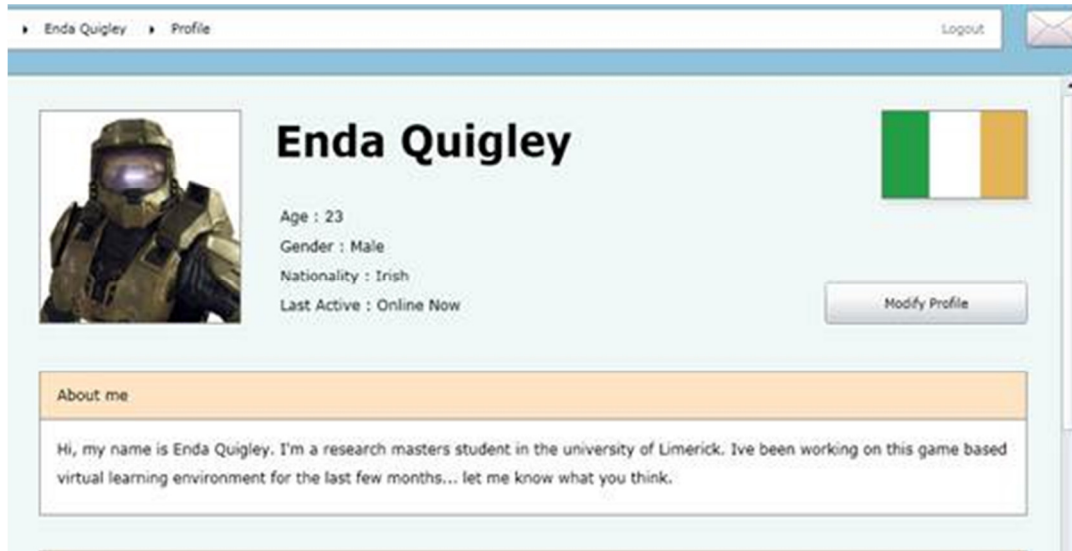 Enda Quigley Profile Logout
Enda Quigley
Age : 23
Gender : Male
Nationality : Irish
Last Active : Online Now
Modify Profile
About me
Hi, my name is Enda Quigley. I'm a research masters student in the university of Limerick. Ive been working on this game based
virtual learning environment for the last few months... let me know what you think.